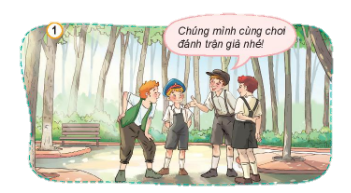 1
Chúng mình cùng chơi
đánh trận giả nhé!